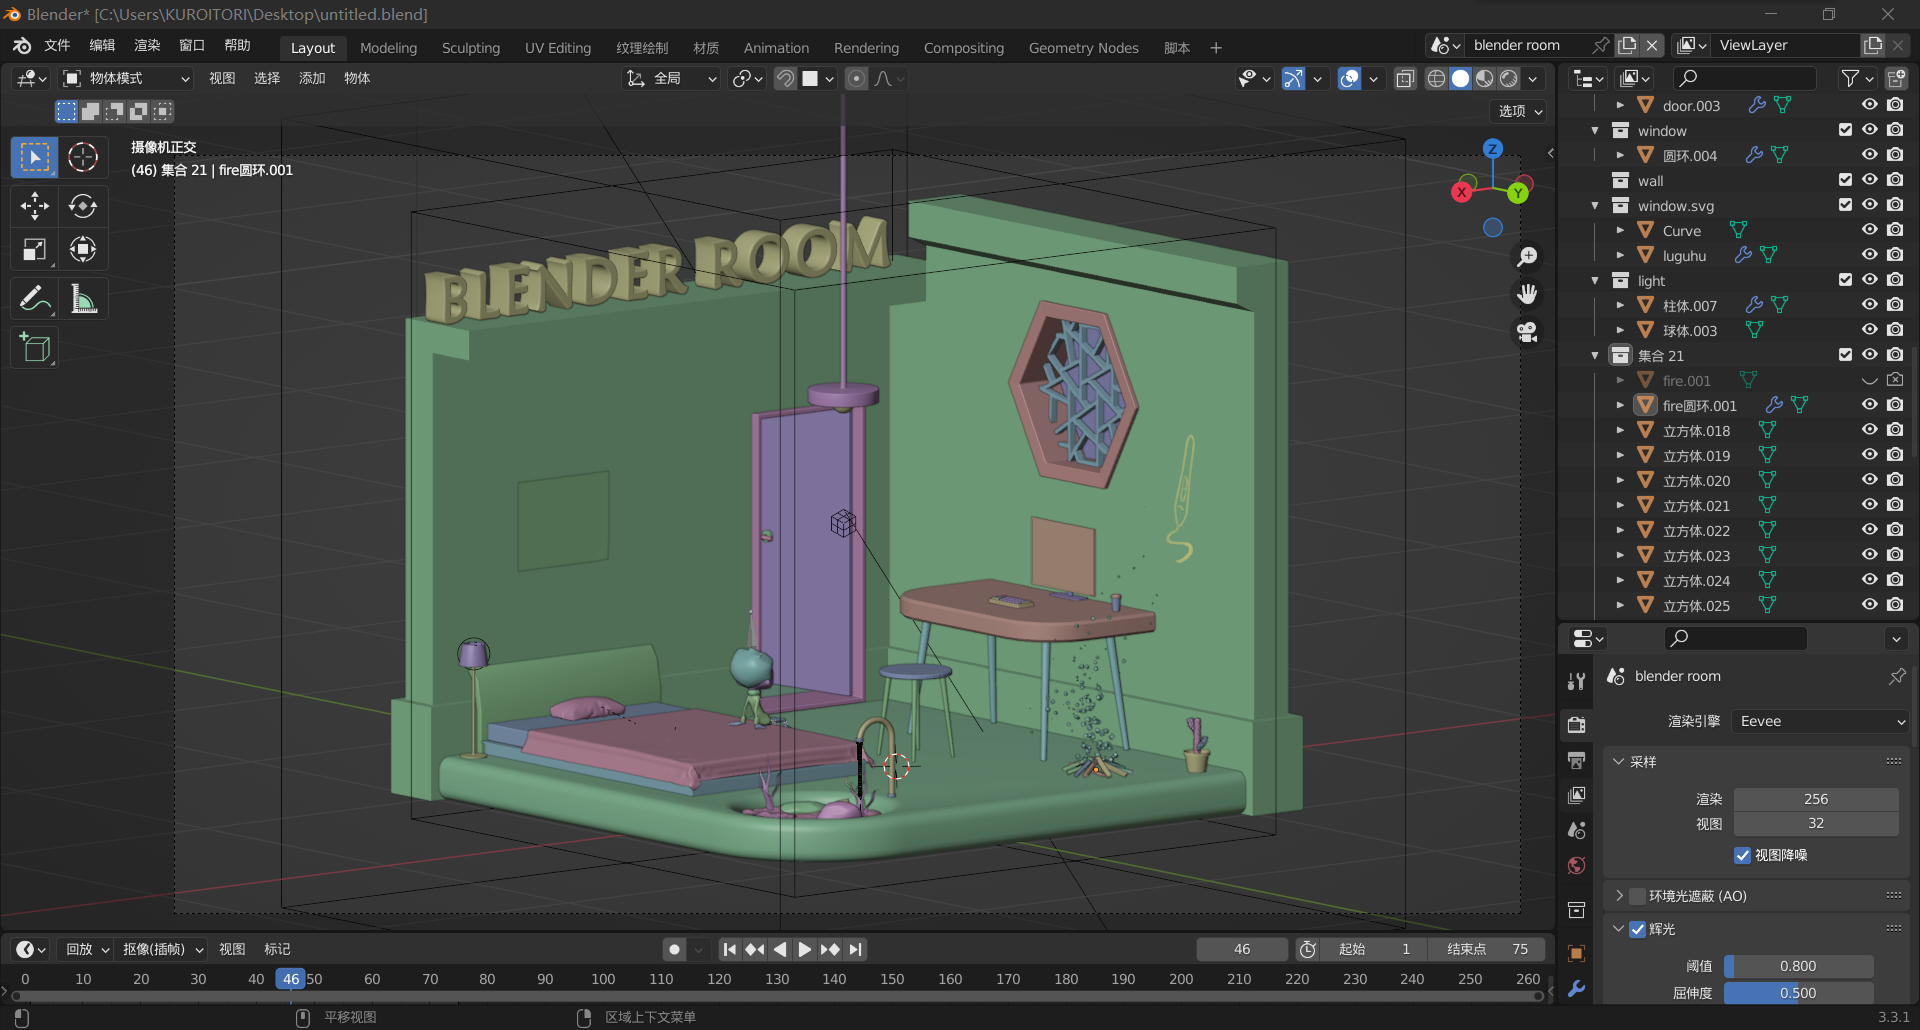 Blender* [C:\Users\KUROITORI\Desktop\untitled.blend]
文件 编辑 渲染 窗口 帮助 Layout Modeling Sculpting UV Editing 纹理绘制 材质 Animation Rendering Compositing Geometry Nodes 脚本 + blender room ViewLayer
物体模式 视图 选择 添加 物体 全局
选项
摄像机正交
(46) 集合 21 | fire圆环.001
Z
X
Y
BLENDER ROOM
door.003
window
圆环.004
wall
window.svg
Curve
luguhu
light
柱体.007
球体.003
集合 21
fire.001
fire圆环.001
立方体.018
立方体.019
立方体.020
立方体.021
立方体.022
立方体.023
立方体.024
立方体.025
blender room
渲染引擎 Eevee
采样
渲染 256
视图 32
视图降噪
环境光遮蔽 (AO)
辉光
阈值 0.800
屈伸度 0.500
回放 抠像(插帧) 视图 标记 46 起始 1 结束点 75
0 10 20 30 40 46 50 60 70 80 90 100 110 120 130 140 150 160 170 180 190 200 210 220 230 240 250 260
平移视图 区域上下文菜单 3.3.1